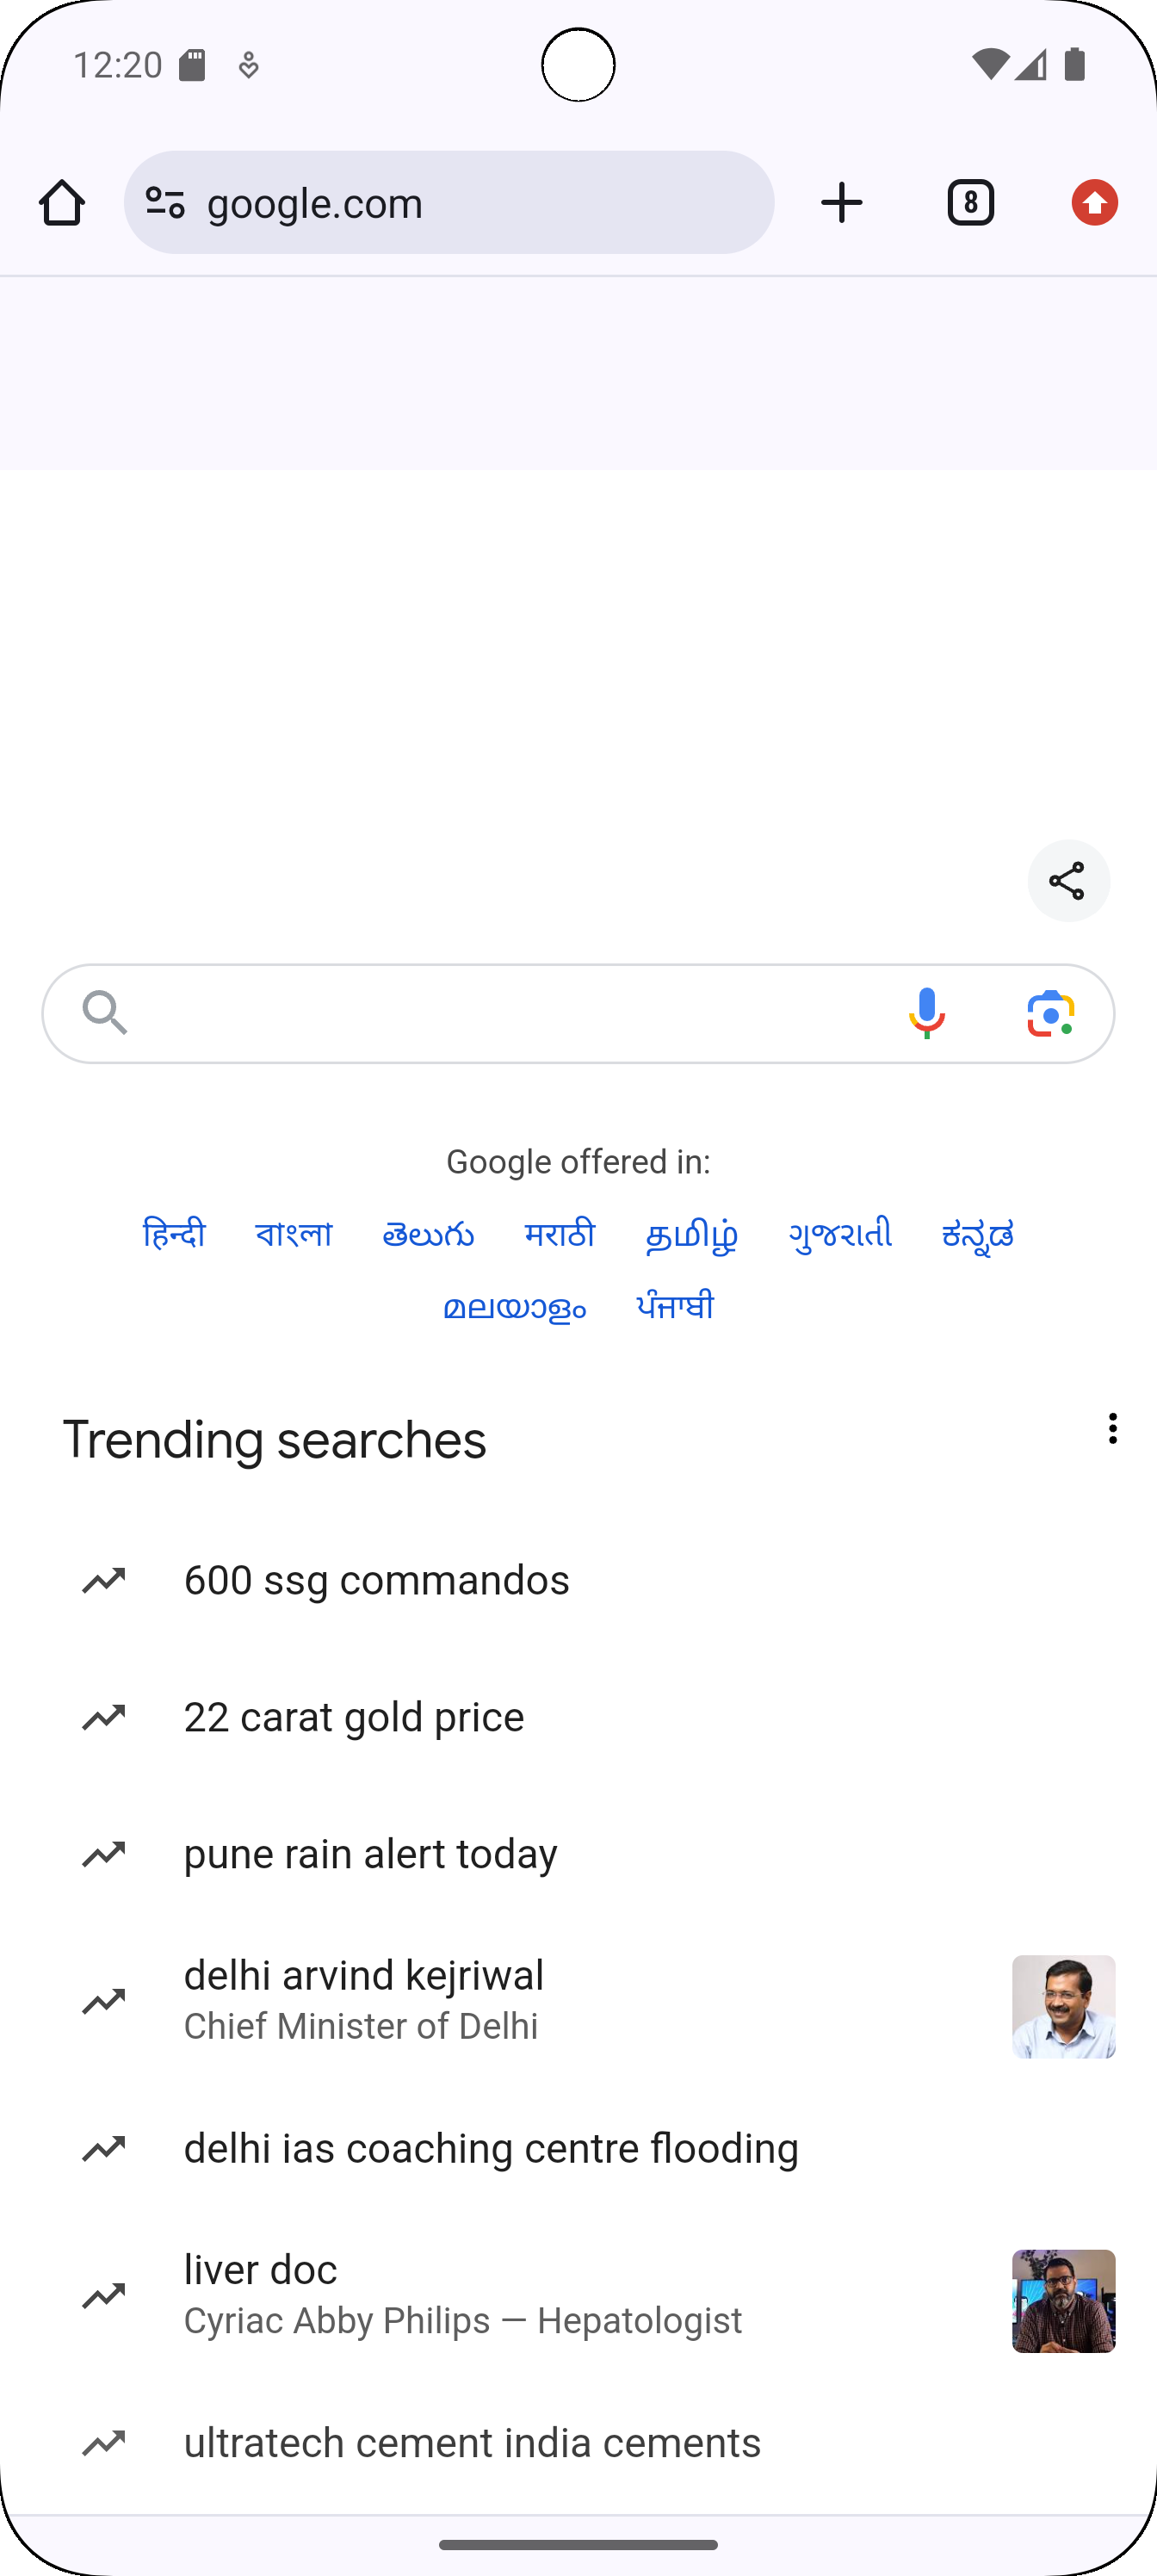 12:20
google.com
8
Google offered in:
हिन्दी বাংলা తెలుగు मराठी தமிழ் ગુજરાતી ಕನ್ನಡ
മലയാളം ਪੰਜਾਬੀ
Trending searches
600 ssg commandos
22 carat gold price
pune rain alert today
delhi arvind kejriwal
Chief Minister of Delhi
delhi ias coaching centre flooding
liver doc
Cyriac Abby Philips — Hepatologist
ultratech cement india cements